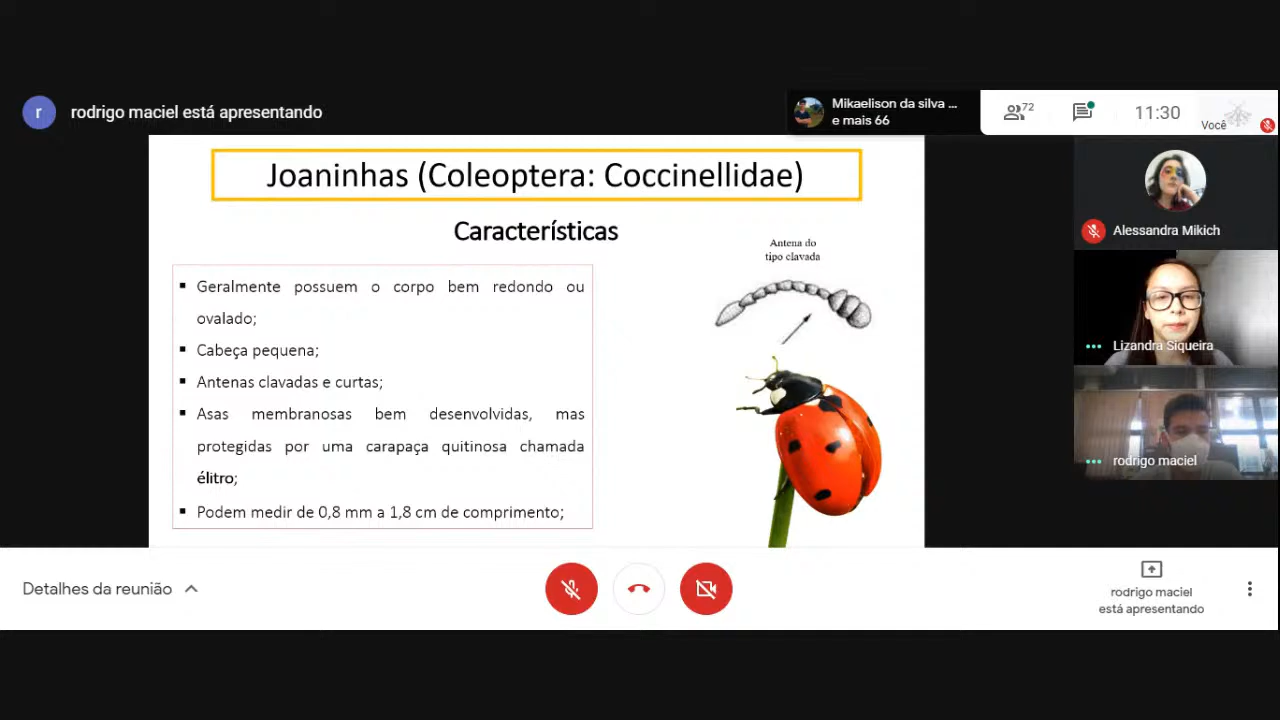 r
rodrigo maciel está apresentando
Mikaelison da silva ...
e mais 66
72
11:30
Você
Joaninhas (Coleoptera: Coccinellidae)
Características
Antena do
tipo clavada
▪ Geralmente possuem o corpo bem redondo ou
ovalado;
▪ Cabeça pequena;
▪ Antenas clavadas e curtas;
▪ Asas membranosas bem desenvolvidas, mas
protegidas por uma carapaça quitinosa chamada
élitro;
▪ Podem medir de 0,8 mm a 1,8 cm de comprimento;
Alessandra Mikich
Lizandra Siqueira
rodrigo maciel
Detalhes da reunião
rodrigo maciel
está apresentando